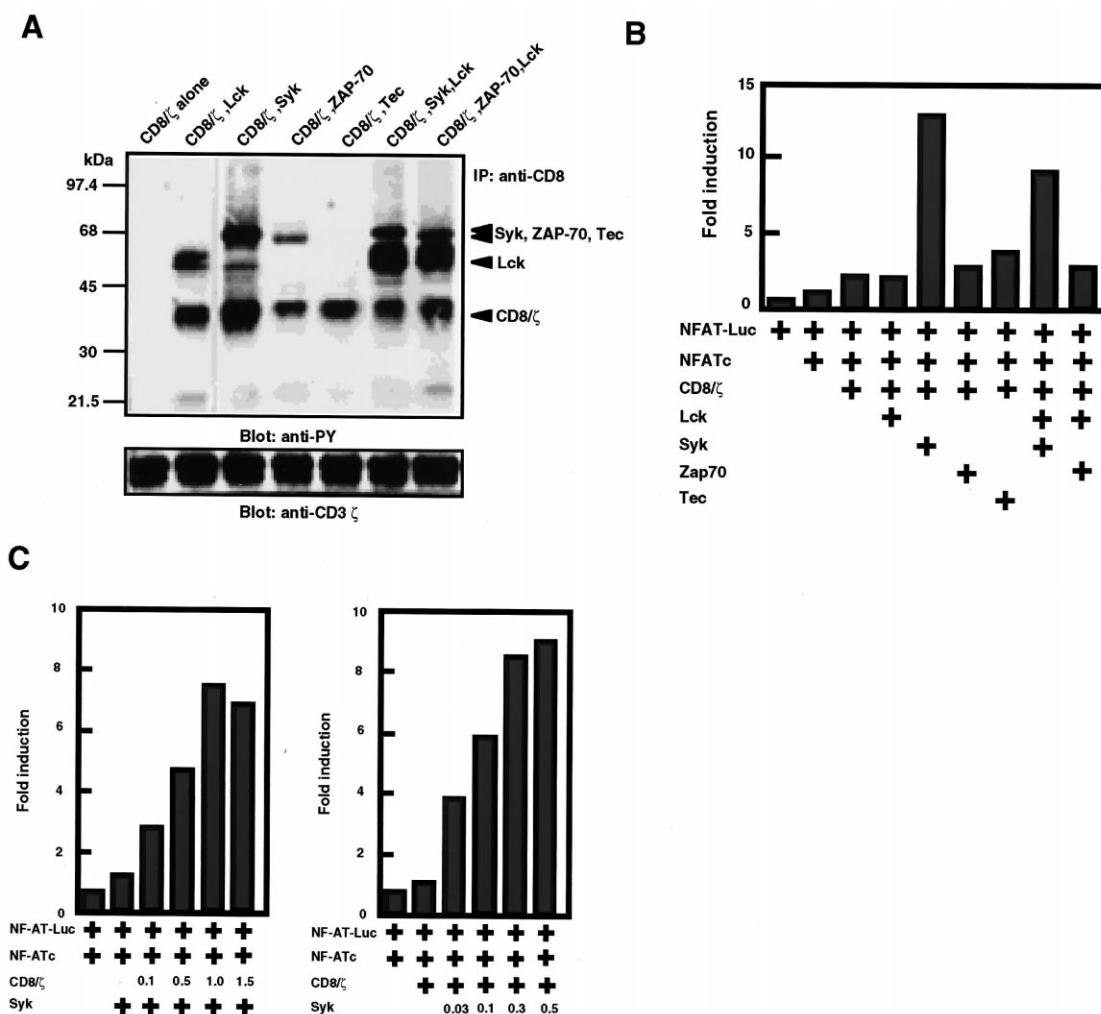 A
CD8/ζ alone
CD8/ζ ,Lck
CD8/ζ ,Syk
CD8/ζ ,ZAP-70
CD8/ζ ,Tec
CD8/ζ ,Syk,Lck
CD8/ζ ,ZAP-70,Lck
kDa
97.4
68
45
30
21.5
IP: anti-CD8
Syk, ZAP-70, Tec
Lck
CD8/ζ
Blot: anti-PY
Blot: anti-CD3 ζ
B
Fold induction
15
10
5
0
NFAT-Luc + + + + + + + + +
NFATc + + + + + + + +
CD8/ζ + + + + + + +
Lck + + +
Syk + +
Zap70 + +
Tec +
C
Fold induction
10
8
6
4
2
0
NF-AT-Luc + + + + + +
NF-ATc + + + + + +
CD8/ζ 0.1 0.5 1.0 1.5
Syk + + + + +
Fold induction
10
8
6
4
2
0
NF-AT-Luc + + + + + +
NF-ATc + + + + + +
CD8/ζ + + + + +
Syk 0.03 0.1 0.3 0.5